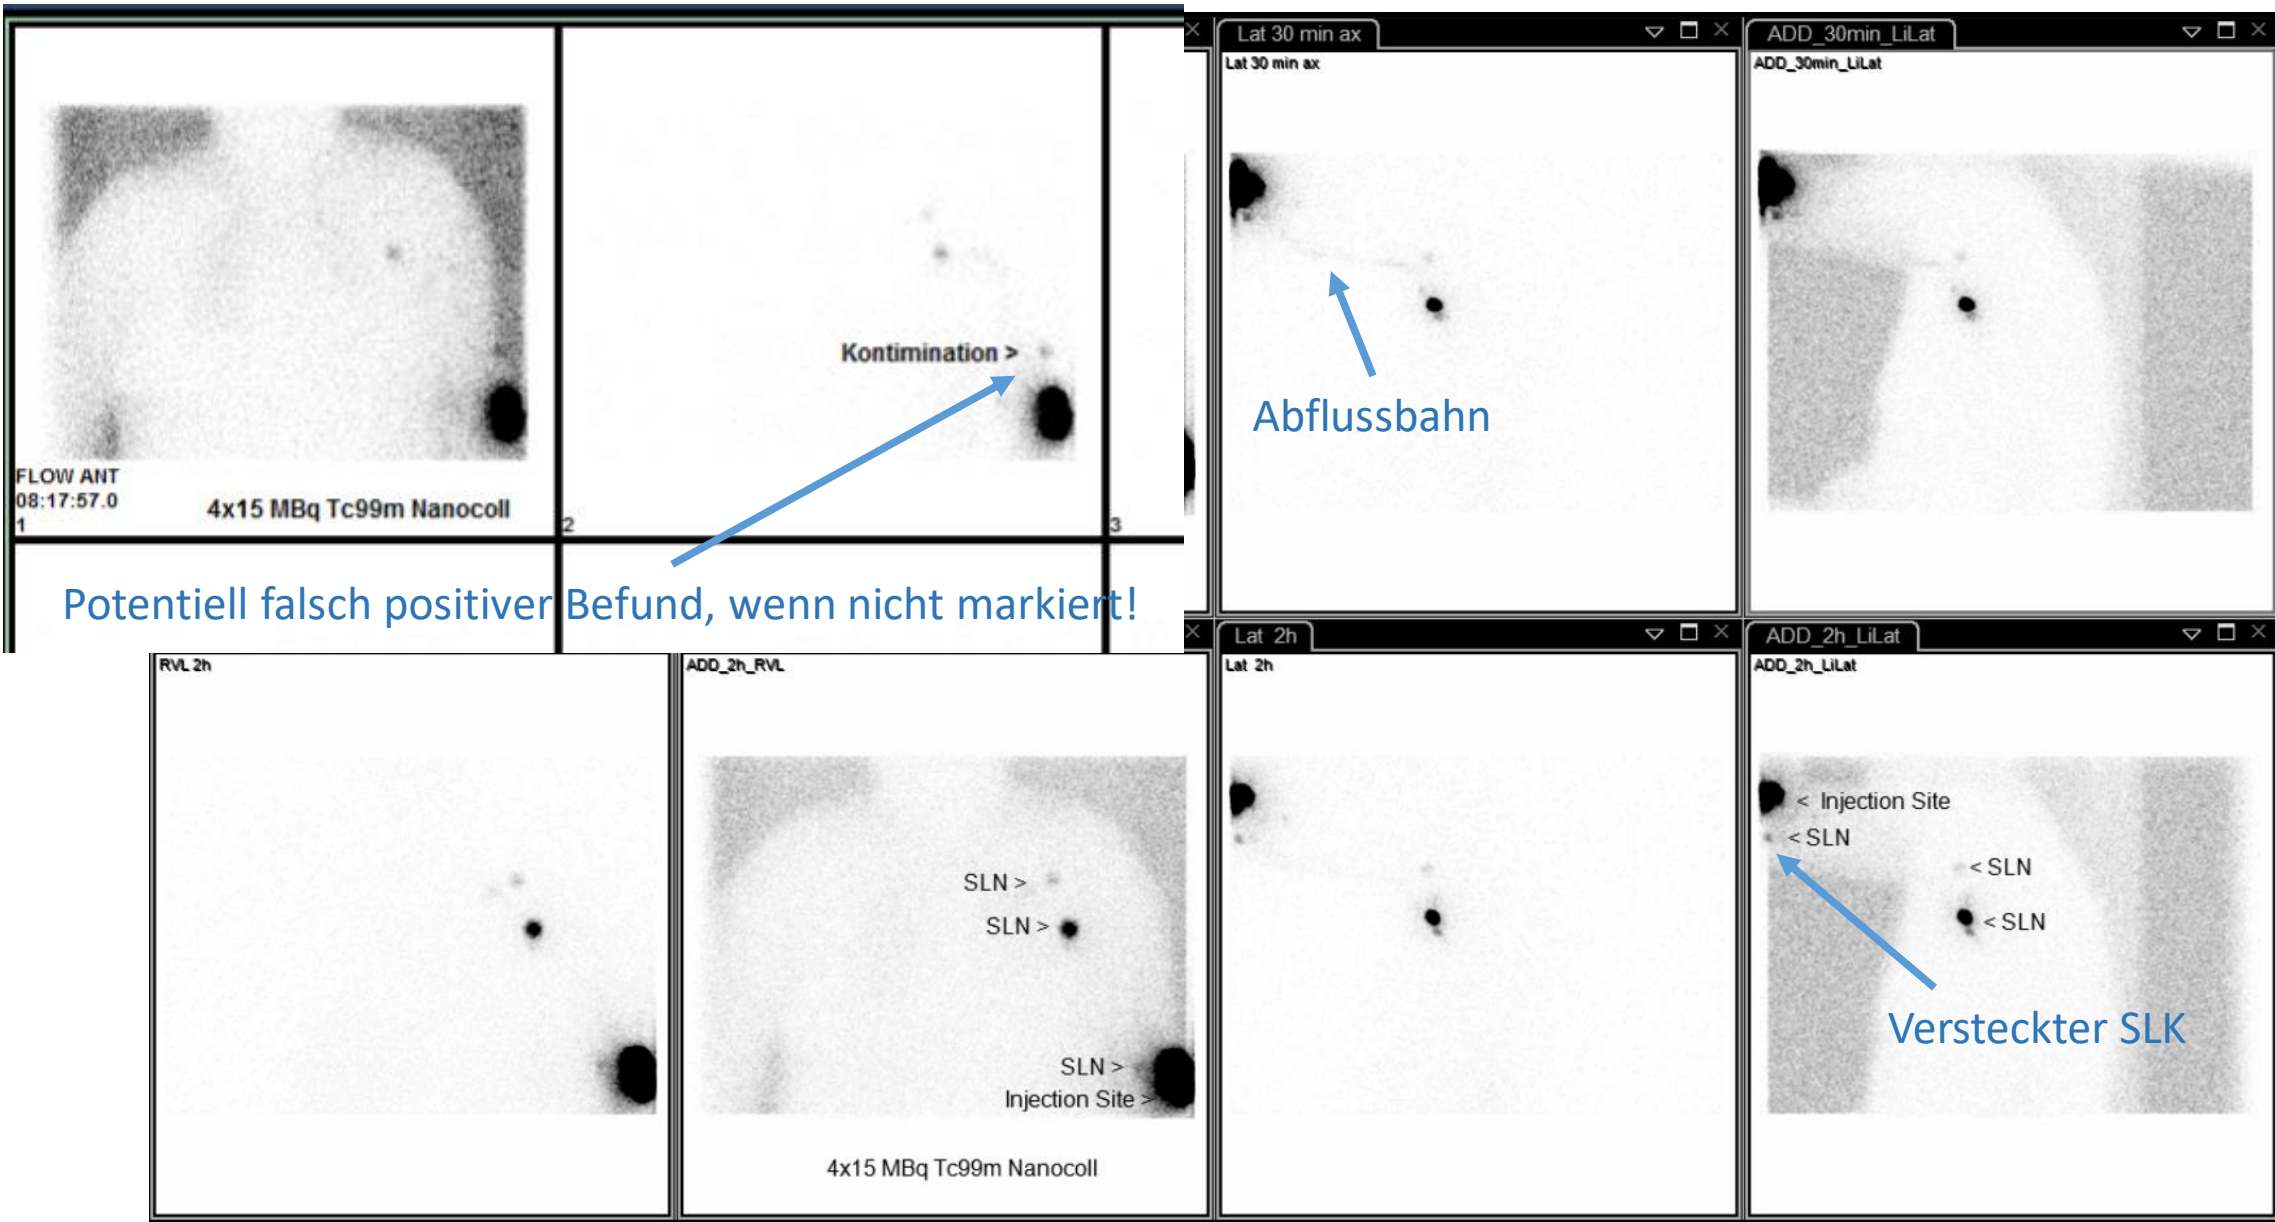 Kontimination >
FLOW ANT
08:17:57.0
1
4x15 MBq Tc99m Nanocoll
2
3
Potentiell falsch positiver Befund, wenn nicht markiert!
Lat 30 min ax
Lat 30 min ax
Abflussbahn
ADD_30min_LiLat
ADD_30min_LiLat
RVL 2h
ADD_2h_RVL
SLN >
SLN >
SLN >
Injection Site >
4x15 MBq Tc99m Nanocoll
Lat 2h
Lat 2h
ADD_2h_LiLat
ADD_2h_LiLat
< Injection Site
< SLN
< SLN
< SLN
Versteckter SLK